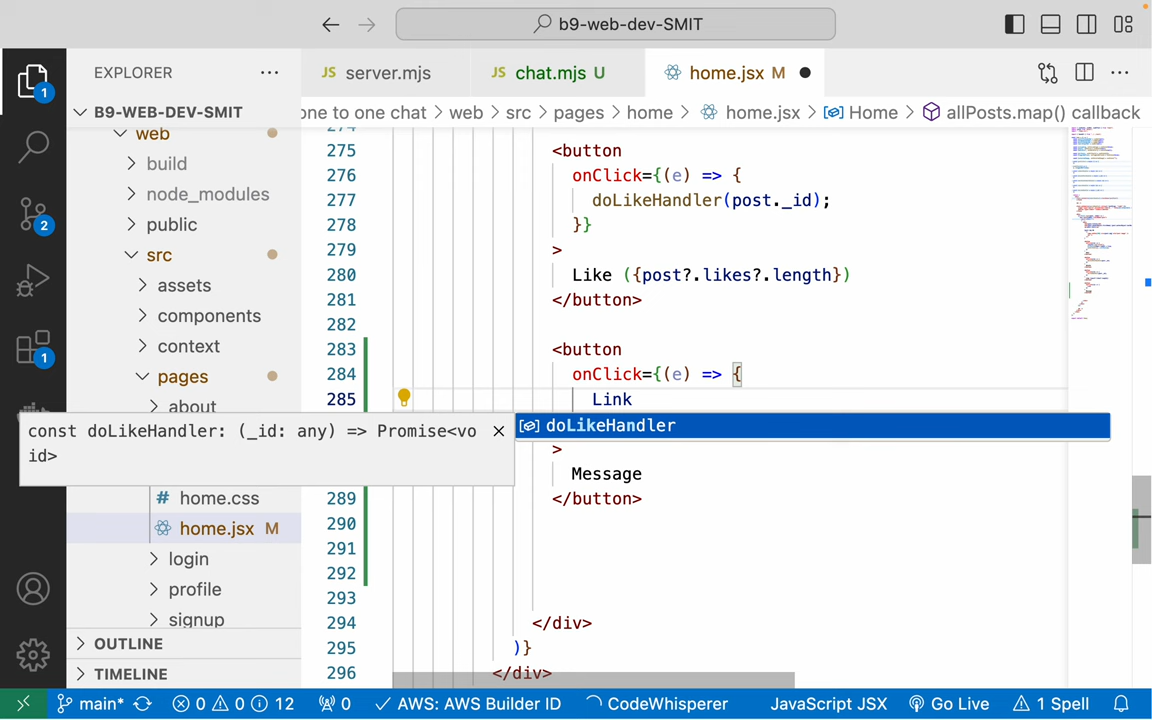 b9-web-dev-SMIT
EXPLORER
JS server.mjs
JS chat.mjs U
home.jsx M
B9-WEB-DEV-SMIT
one to one chat > web > src > pages > home > home.jsx > Home > allPosts.map() callback
web
build
node_modules
public
src
assets
components
context
pages
about
# home.css
home.jsx M
login
profile
signup
OUTLINE
TIMELINE
1
2
1
275 <button
276 onClick={(e) => {
277 doLikeHandler(post._id);
278 }}
279 >
280 Like ({post?.likes?.length})
281 </button>
282
283 <button
284 onClick={(e) => {
285 Link
doLikeHandler
const doLikeHandler: (_id: any) => Promise<vo
id>
>
Message
289 </button>
290
291
292
293
294 </div>
295 )}
296 </div>
main* 0 0 12 0 AWS: AWS Builder ID CodeWhisperer JavaScript JSX Go Live 1 Spell